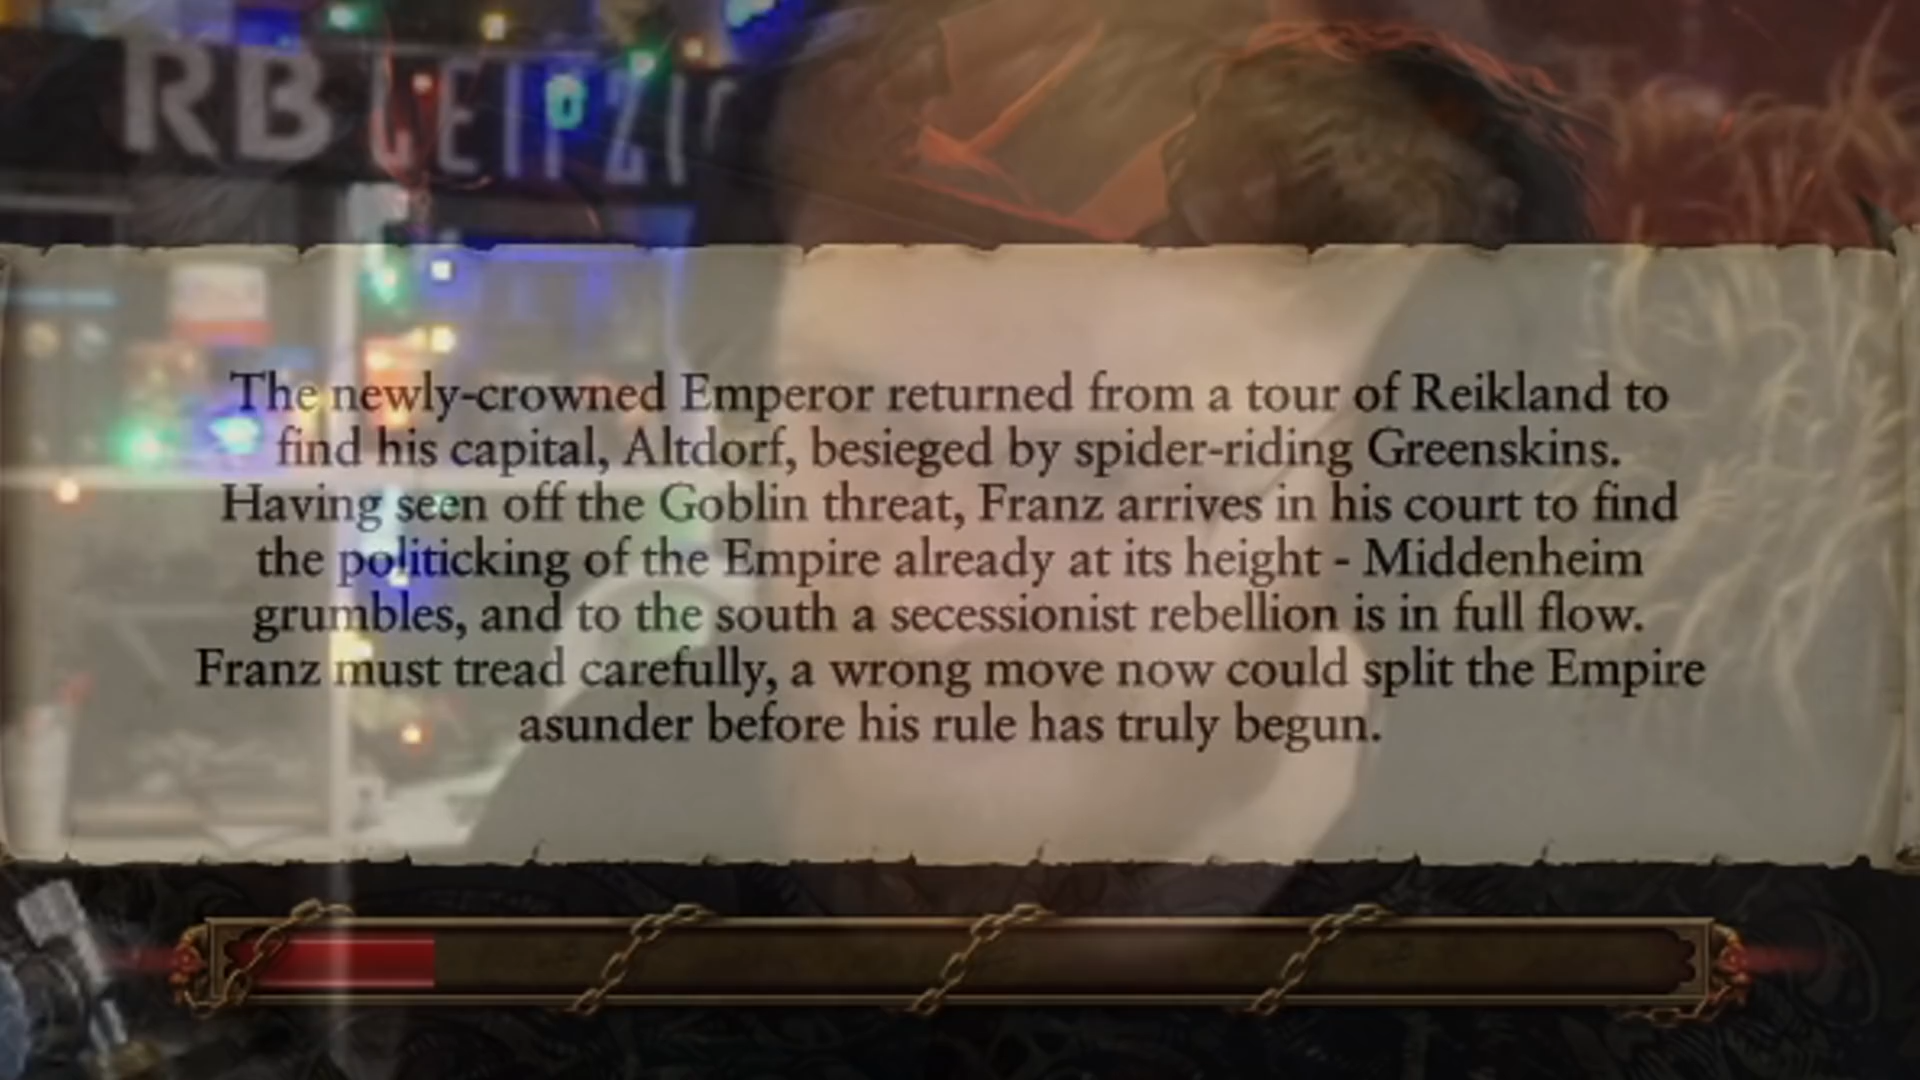 RB LEIPZIG
The newly-crowned Emperor returned from a tour of Reikland to
find his capital, Altdorf, besieged by spider-riding Greenskins.
Having seen off the Goblin threat, Franz arrives in his court to find
the politicking of the Empire already at its height - Middenheim
grumbles, and to the south a secessionist rebellion is in full flow.
Franz must tread carefully, a wrong move now could split the Empire
asunder before his rule has truly begun.